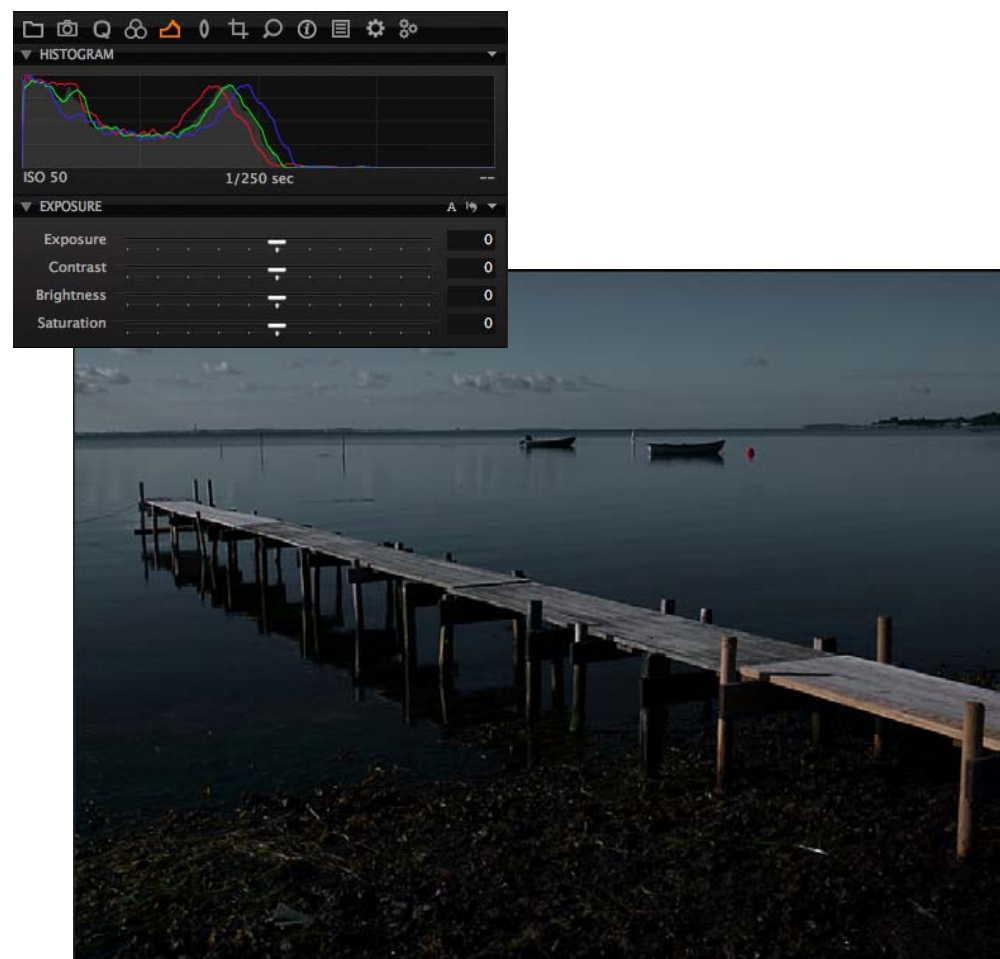 HISTOGRAM
ISO 50 1/250 sec --
EXPOSURE A
Exposure 0
Contrast 0
Brightness 0
Saturation 0